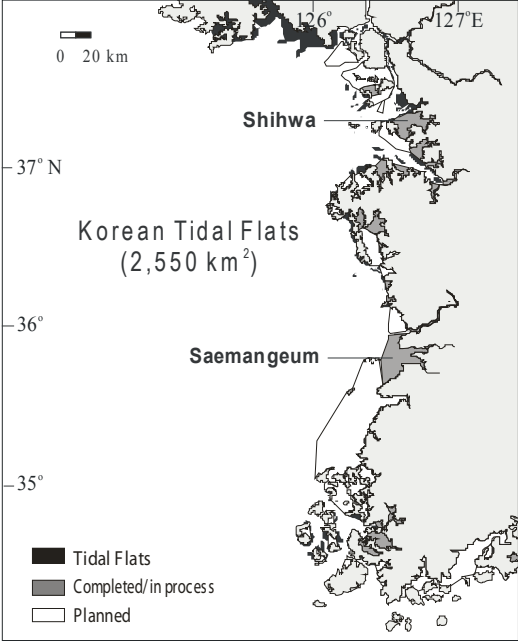 126° 127°E
0 20 km
Shihwa
37° N
Korean Tidal Flats
(2,550 km²)
36°
Saemangeum
35°
Tidal Flats
Completed/in process
Planned